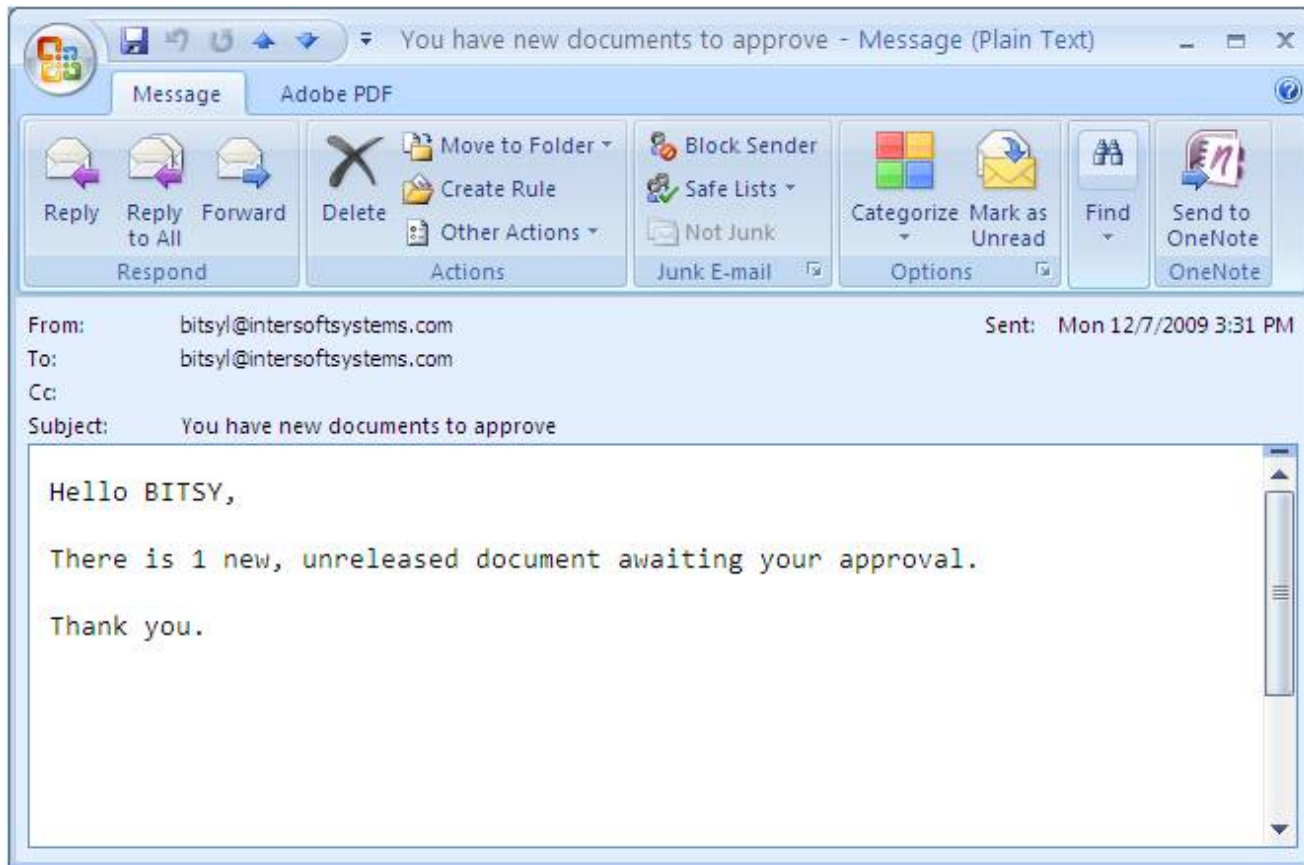 You have new documents to approve - Message (Plain Text)
Message Adobe PDF
Reply
Reply to All
Forward
Respond
Delete
Move to Folder
Create Rule
Other Actions
Actions
Block Sender
Safe Lists
Not Junk
Junk E-mail
Categorize
Mark as Unread
Options
Find
Send to OneNote
OneNote
From: bitsyl@intersoftsystems.com Sent: Mon 12/7/2009 3:31 PM
To: bitsyl@intersoftsystems.com
Cc:
Subject: You have new documents to approve
Hello BITSY,
There is 1 new, unreleased document awaiting your approval.
Thank you.